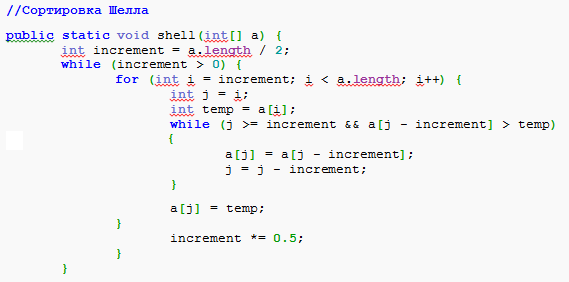 //Сортировка Шелла
public static void shell(int[] a) {
int increment = a.length / 2;
while (increment > 0) {
for (int i = increment; i < a.length; i++) {
int j = i;
int temp = a[i];
while (j >= increment && a[j - increment] > temp)
{
a[j] = a[j - increment];
j = j - increment;
}
a[j] = temp;
}
increment *= 0.5;
}
}